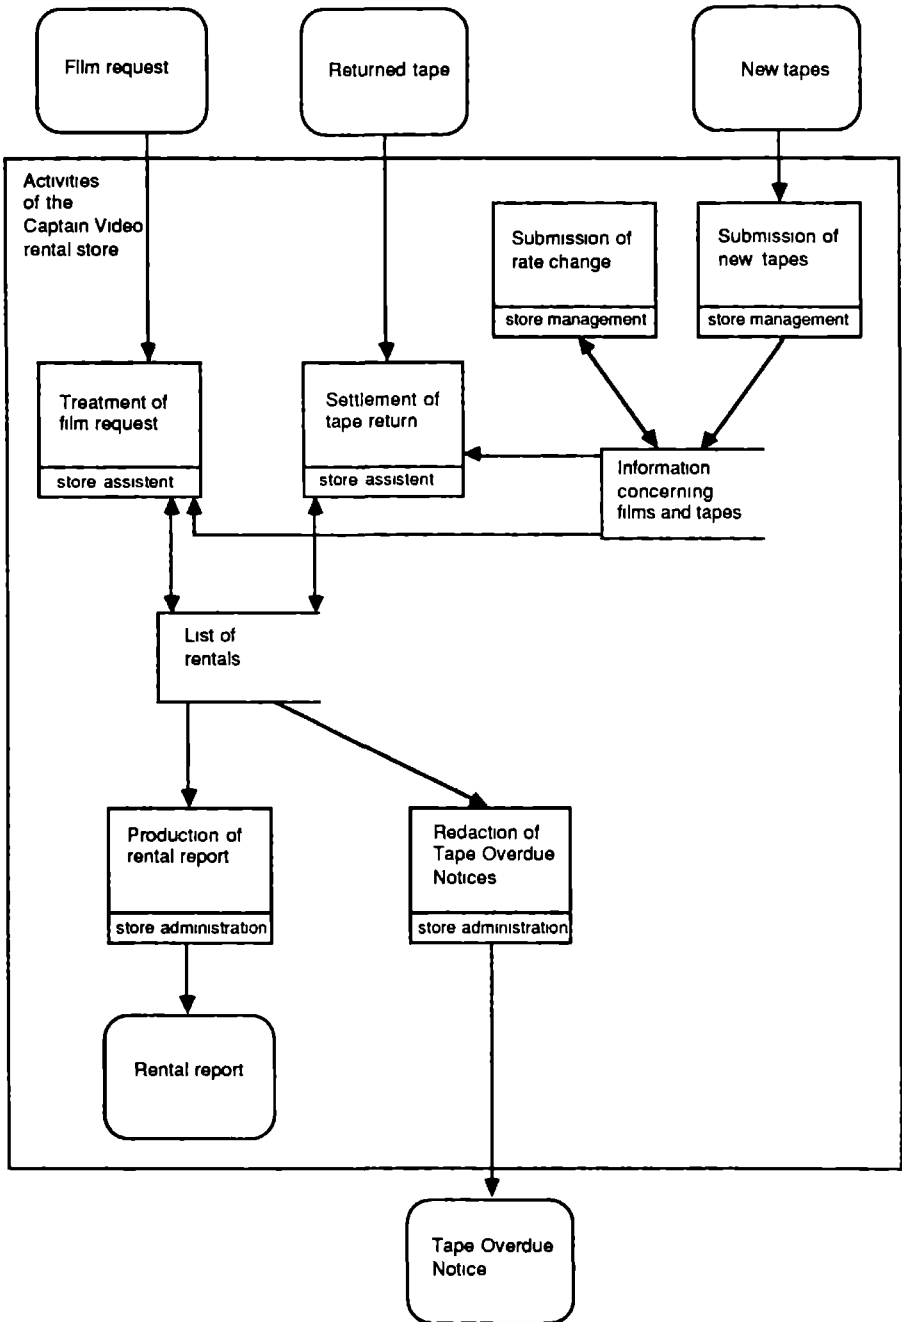 Film request
Returned tape
New tapes
Activities
of the
Captain Video
rental store
Submission of
rate change
store management
Submission of
new tapes
store management
Treatment of
film request
store assistent
Settlement of
tape return
store assistent
Information
concerning
films and tapes
List of
rentals
Production of
rental report
store administration
Redaction of
Tape Overdue
Notices
store administration
Rental report
Tape Overdue
Notice